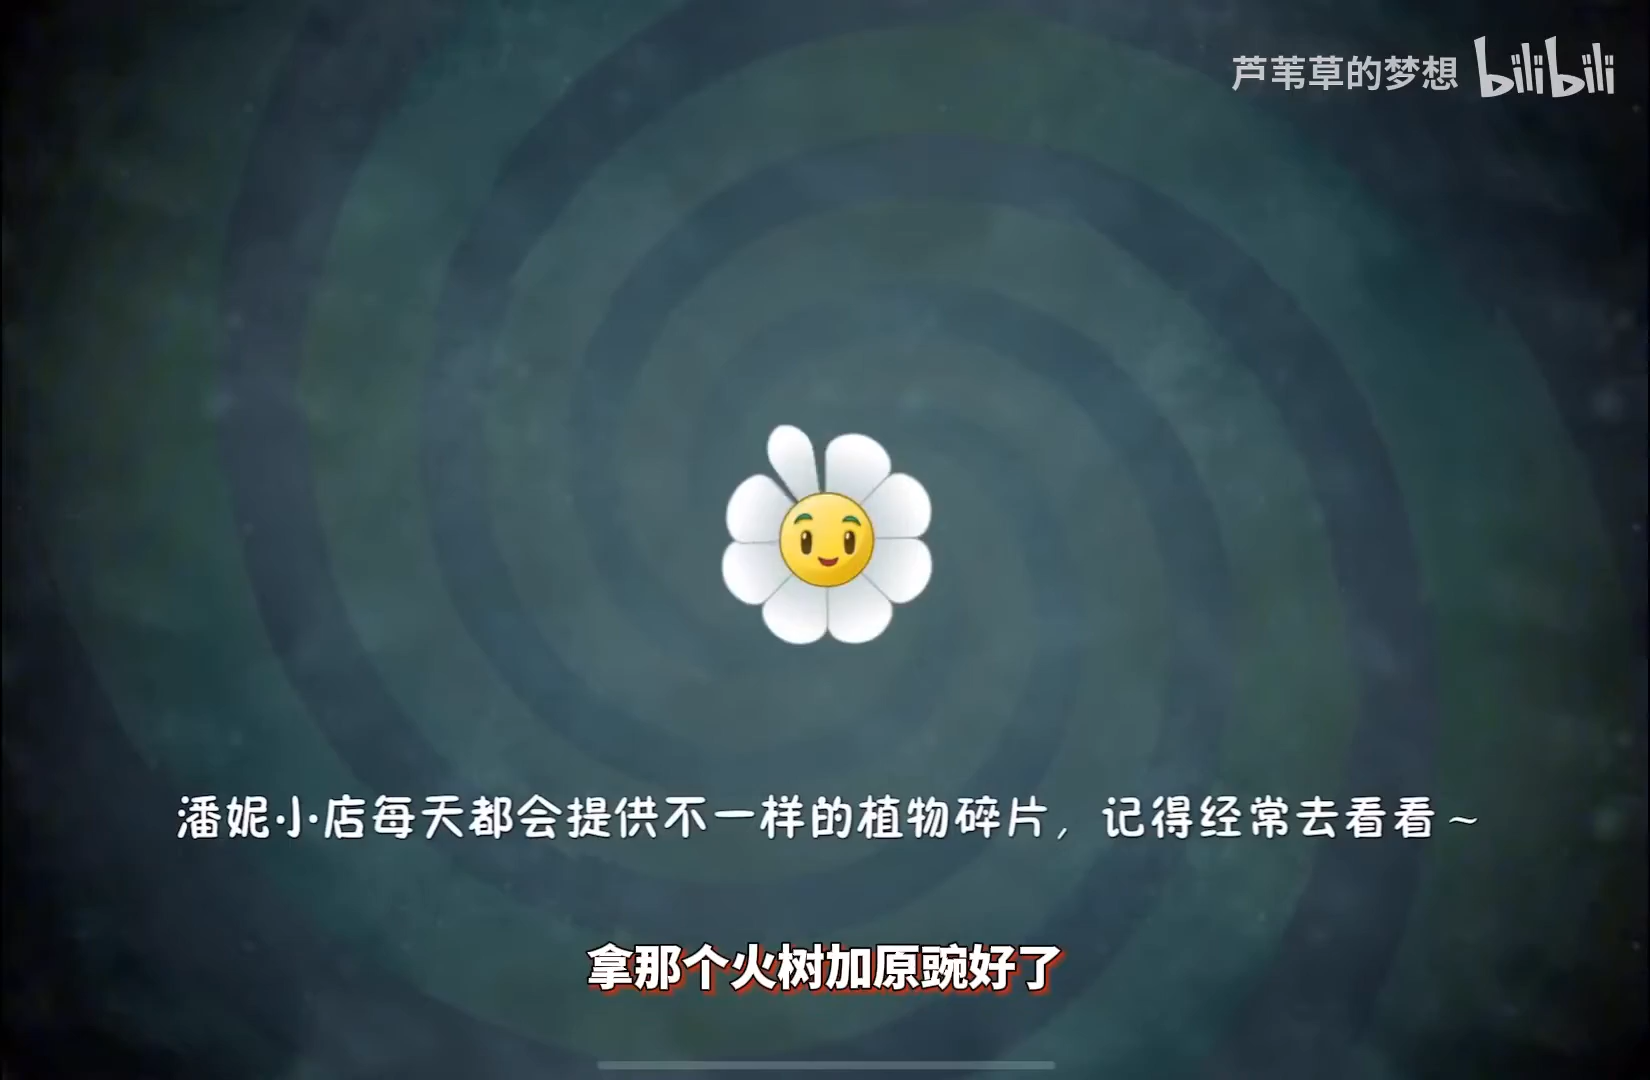 芦苇草的梦想 bilibili
潘妮小店每天都会提供不一样的植物碎片，记得经常去看看~
拿那个火树加原豌好了